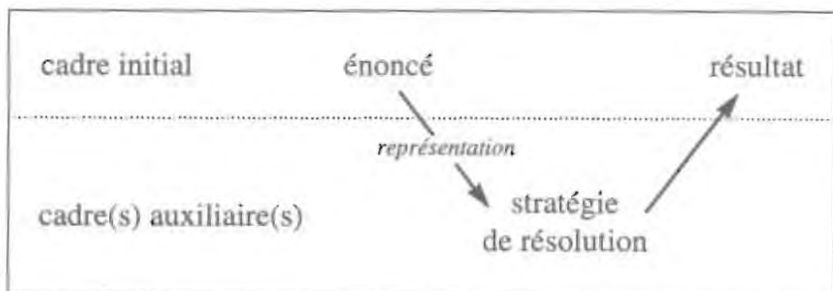 cadre initial énoncé résultat
représentation
cadre(s) auxiliaire(s) stratégie
de résolution